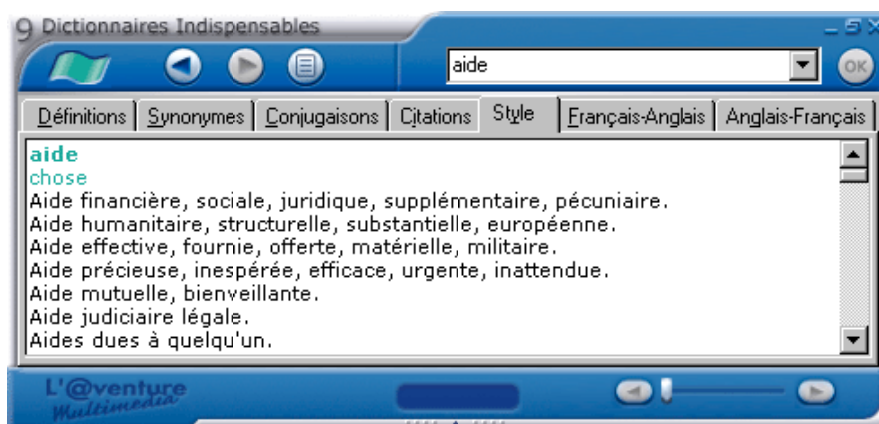 9 Dictionnaires Indispensables
aide
OK
Définitions Synonymes Conjugaisons Citations Style Français-Anglais Anglais-Français
aide
chose
Aide financière, sociale, juridique, supplémentaire, pécuniaire.
Aide humanitaire, structurelle, substantielle, européenne.
Aide effective, fournie, offerte, matérielle, militaire.
Aide précieuse, inespérée, efficace, urgente, inattendue.
Aide mutuelle, bienveillante.
Aide judiciaire légale.
Aides dues à quelqu'un.
L'@venture
Multimedia